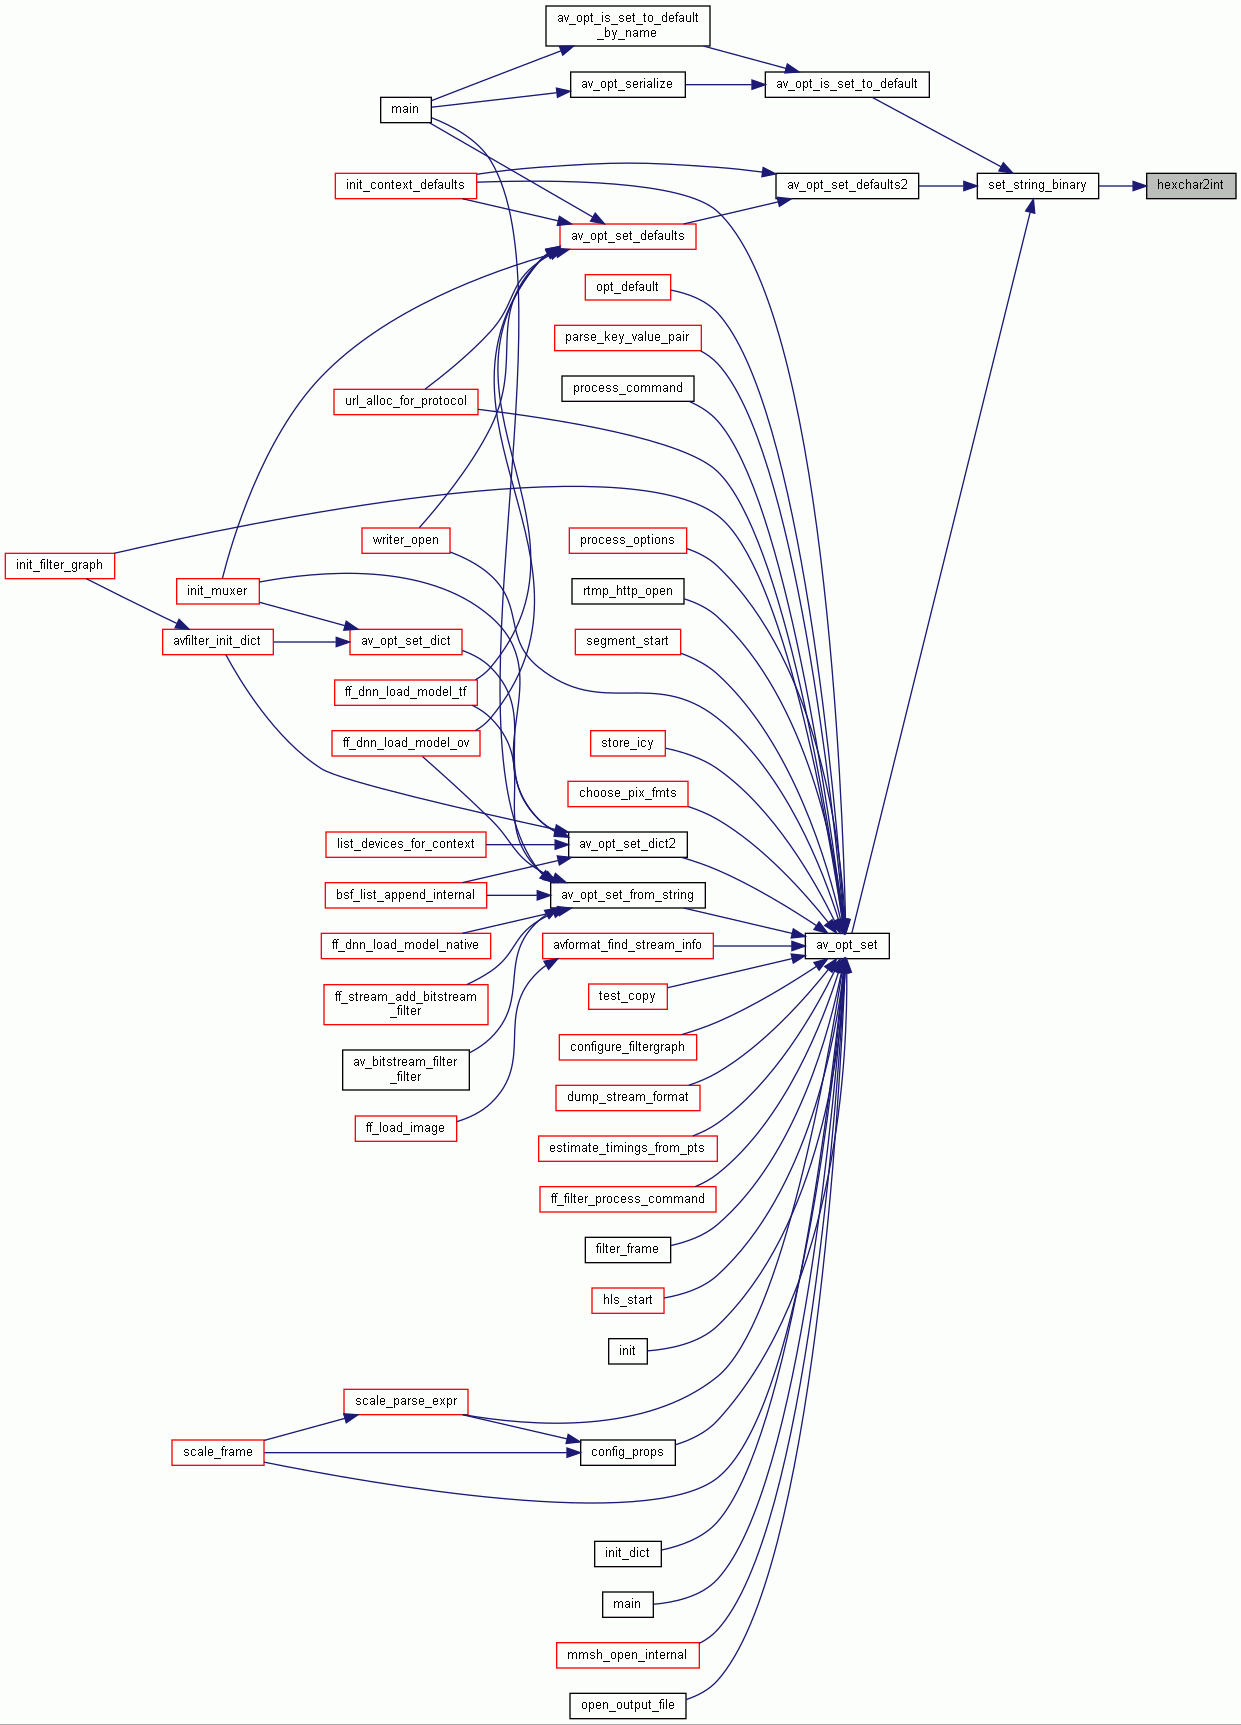 av_opt_is_set_to_default
_by_name
av_opt_serialize
av_opt_is_set_to_default
main
init_context_defaults
av_opt_set_defaults2
set_string_binary
hexchar2int
av_opt_set_defaults
opt_default
parse_key_value_pair
process_command
url_alloc_for_protocol
writer_open
process_options
init_filter_graph
init_muxer
rtmp_http_open
avfilter_init_dict
av_opt_set_dict
segment_start
ff_dnn_load_model_tf
ff_dnn_load_model_ov
store_icy
choose_pix_fmts
list_devices_for_context
av_opt_set_dict2
bsf_list_append_internal
av_opt_set_from_string
ff_dnn_load_model_native
avformat_find_stream_info
av_opt_set
ff_stream_add_bitstream
_filter
test_copy
configure_filtergraph
av_bitstream_filter
_filter
dump_stream_format
ff_load_image
estimate_timings_from_pts
ff_filter_process_command
filter_frame
hls_start
init
scale_parse_expr
scale_frame
config_props
init_dict
main
mmsh_open_internal
open_output_file